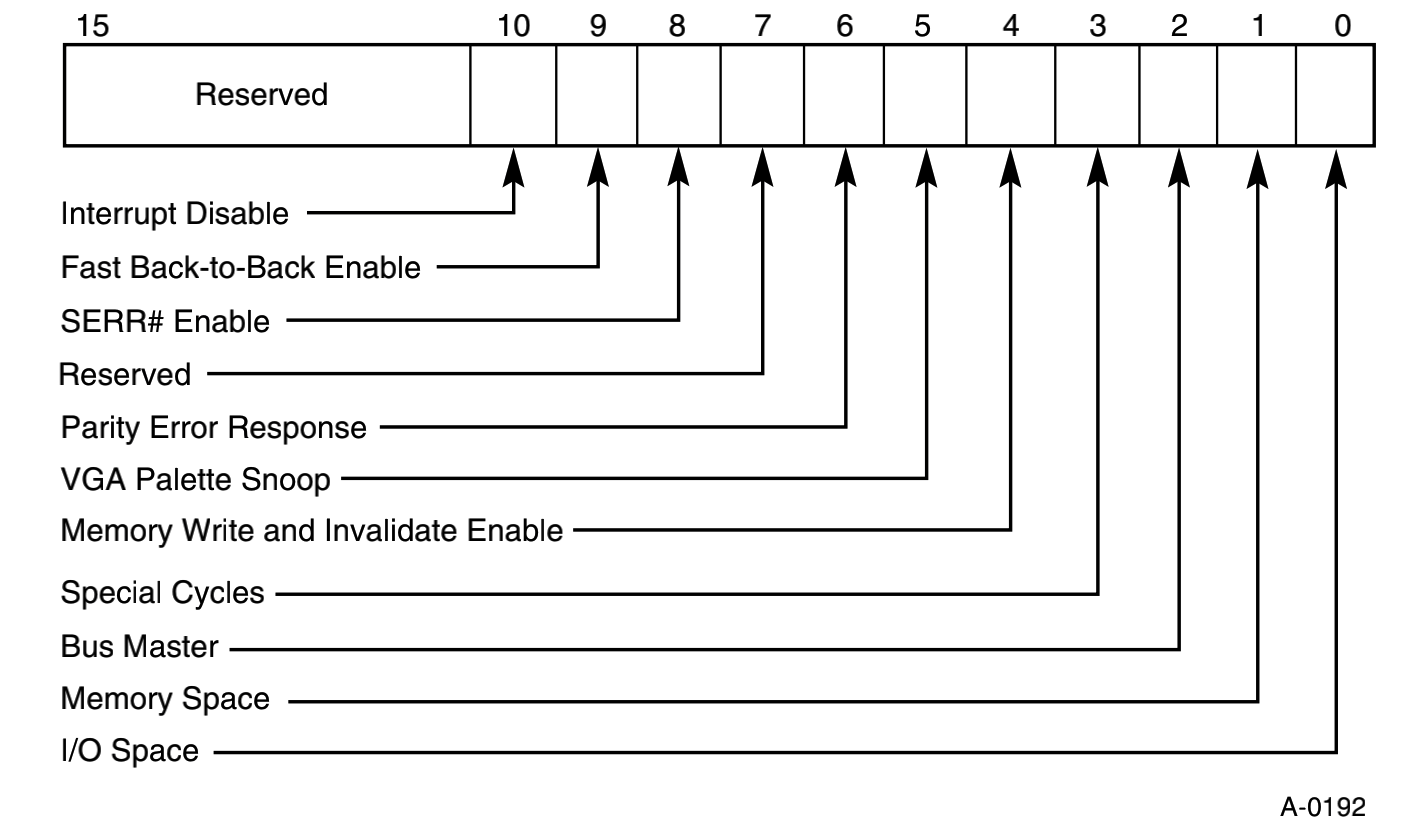 15 10 9 8 7 6 5 4 3 2 1 0
Reserved
Interrupt Disable
Fast Back-to-Back Enable
SERR# Enable
Reserved
Parity Error Response
VGA Palette Snoop
Memory Write and Invalidate Enable
Special Cycles
Bus Master
Memory Space
I/O Space
A-0192